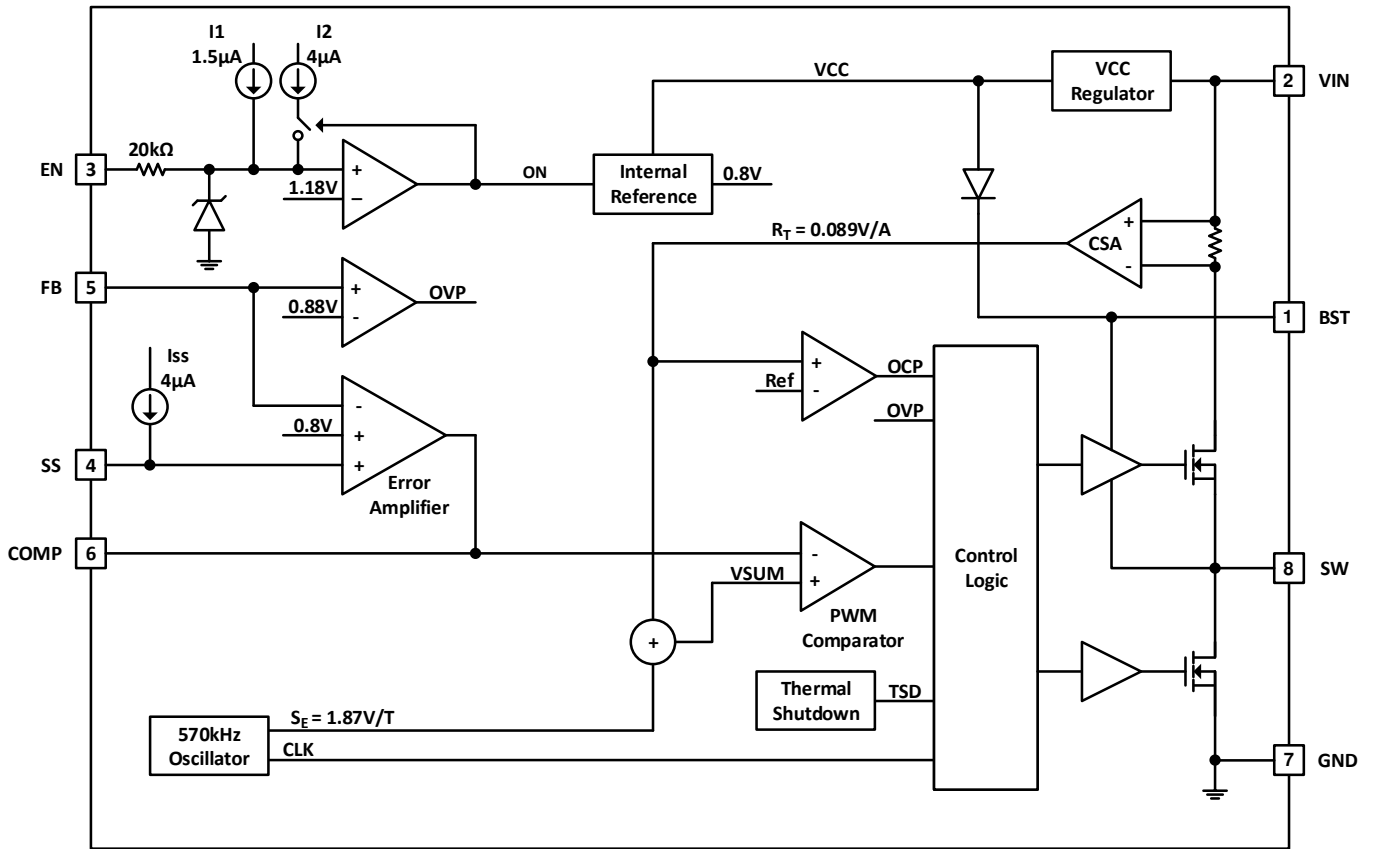 I1
1.5µA
I2
4µA
VCC
VCC
Regulator
2
VIN
EN
3
20kΩ
+
1.18V
–
ON
Internal
Reference
0.8V
RT = 0.089V/A
CSA
+
-
FB
5
+
0.88V
-
OVP
1
BST
Iss
4µA
+
Ref
-
OCP
OVP
-
0.8V
+
SS
4
+
Error
Amplifier
COMP
6
-
VSUM
+
PWM
Comparator
Control
Logic
8
SW
+
Thermal
Shutdown
TSD
SE = 1.87V/T
570kHz
Oscillator
CLK
7
GND